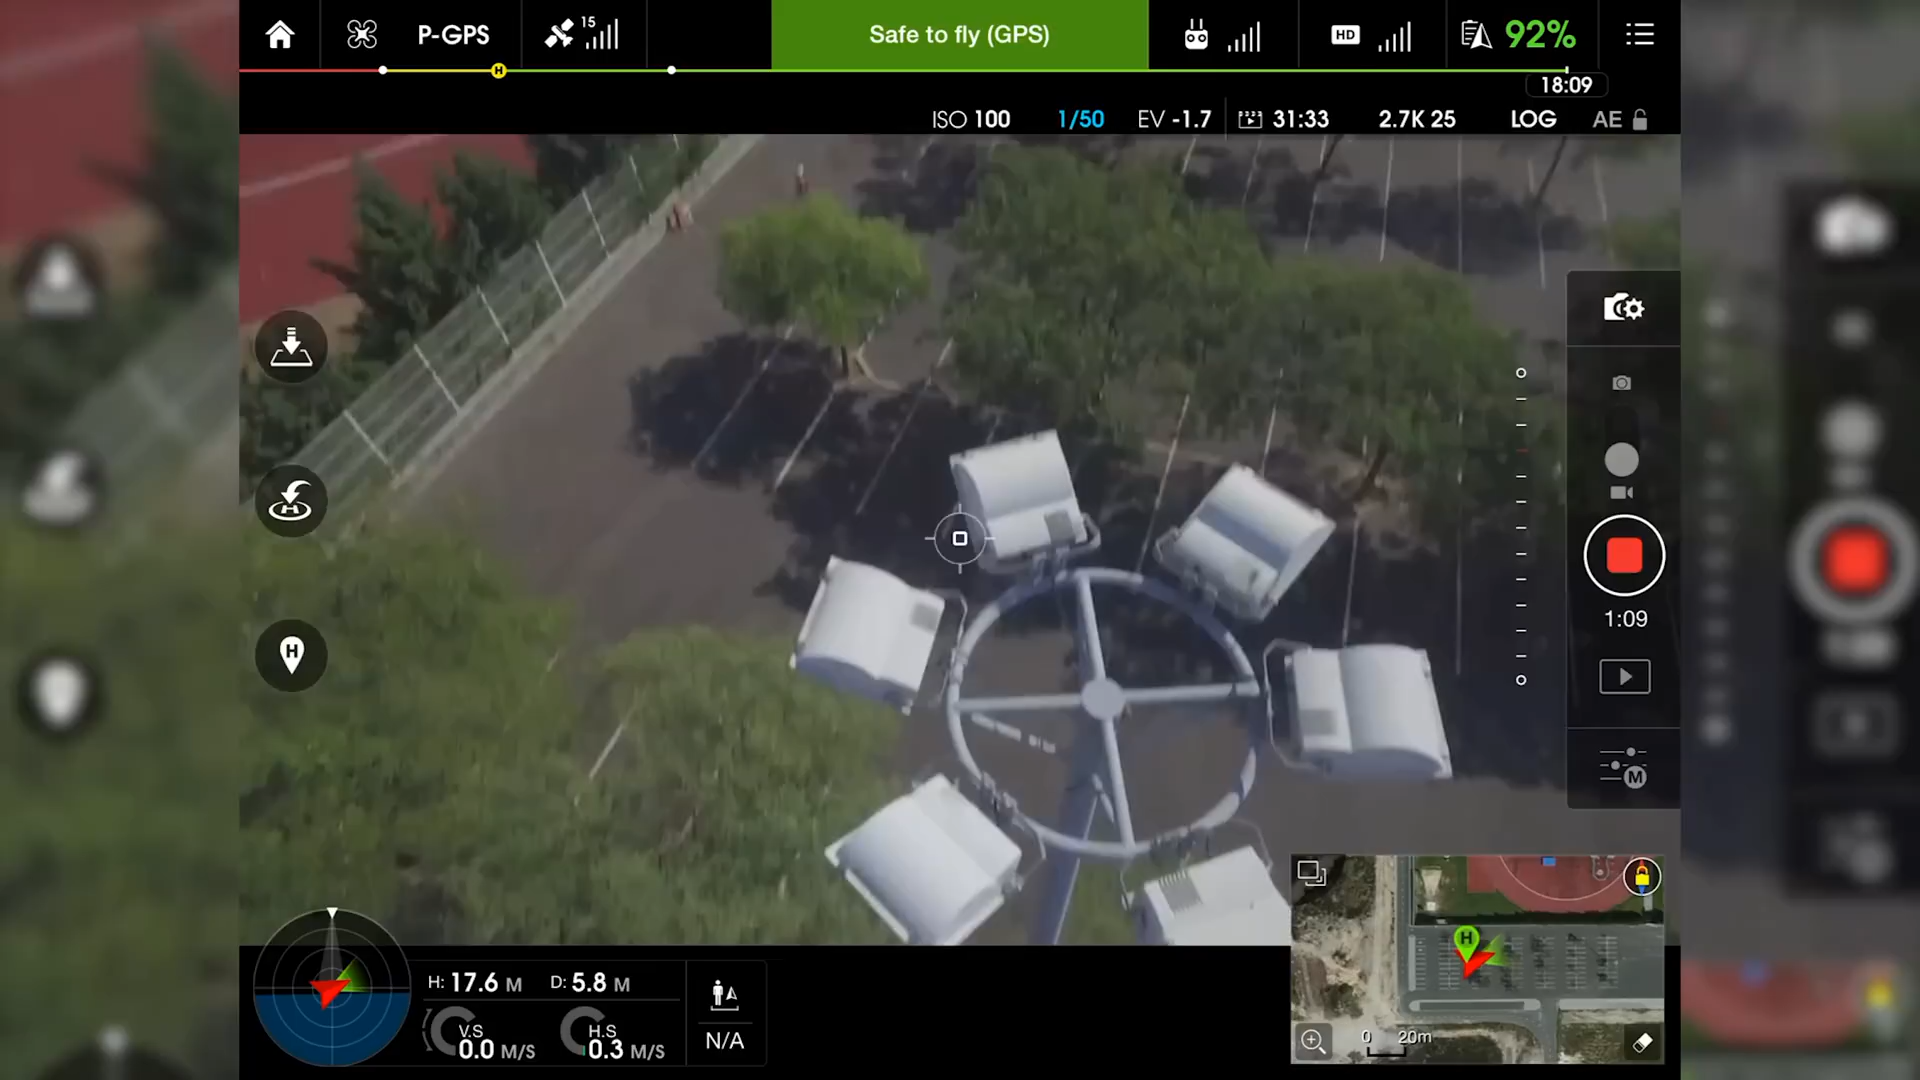 P-GPS
15
Safe to fly (GPS)
HD
92%
H
18:09
ISO 100
1/50
EV -1.7
31:33
2.7K 25
LOG
AE
H
H
1:09
M
H: 17.6 M
D: 5.8 M
V.S
0.0 M/S
H.S
0.3 M/S
N/A
H
0
20m